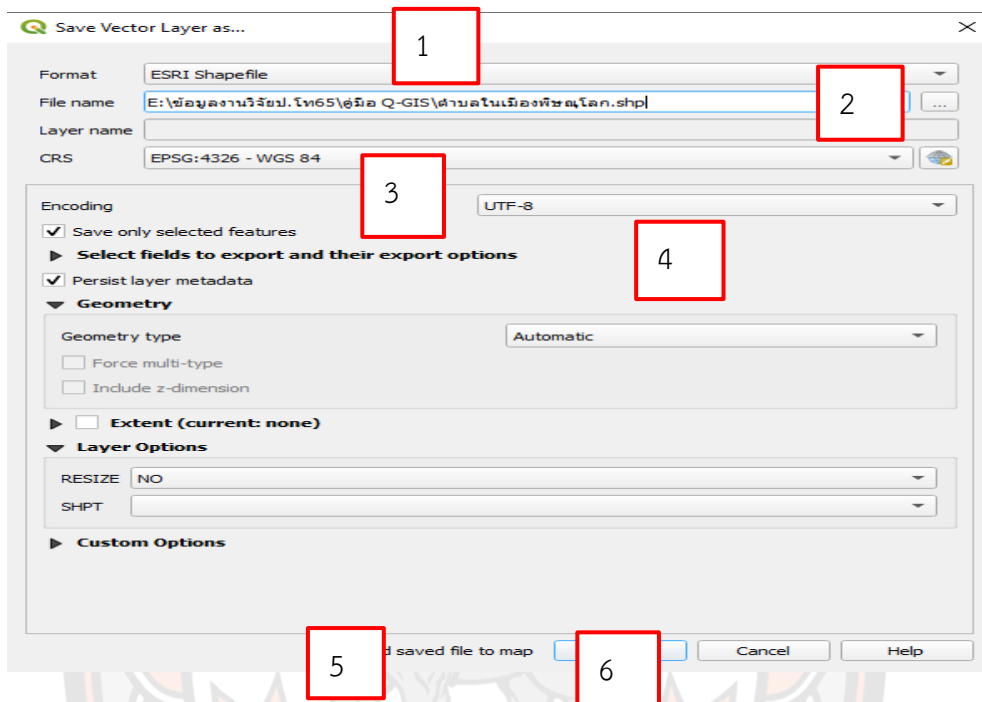 Save Vector Layer as...
1
Format ESRI Shapefile
File name E:\ข้อมูลงานวิจัยป.โท65\คู่มือ Q-GIS\ตำบลในเมืองพิษณุโลก.shp ...
2
Layer name
CRS EPSG:4326 - WGS 84
3
Encoding UTF-8
Save only selected features
Select fields to export and their export options
4
Persist layer metadata
Geometry
Geometry type Automatic
Force multi-type
Include z-dimension
Extent (current: none)
Layer Options
RESIZE NO
SHPT
Custom Options
5
saved file to map
6
Cancel
Help